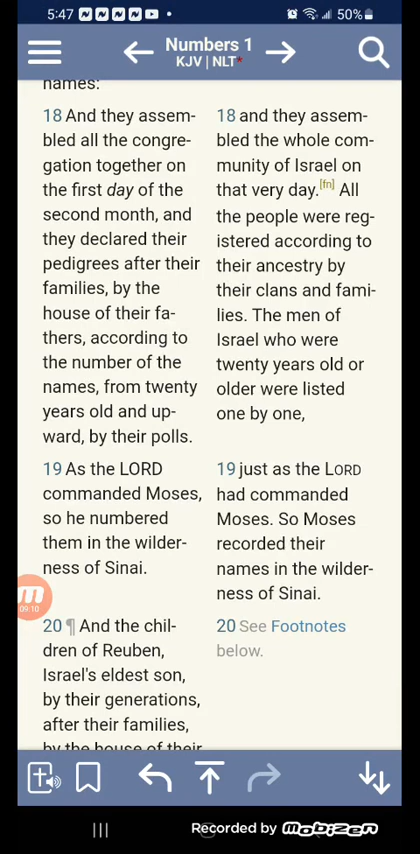 5:47
50%
Numbers 1
KJV | NLT*
names:
18 And they assem-
bled all the congre-
gation together on
the first day of the
second month, and
they declared their
pedigrees after their
families, by the
house of their fa-
thers, according to
the number of the
names, from twenty
years old and up-
ward, by their polls.
19 As the LORD
commanded Moses,
so he numbered
them in the wilder-
ness of Sinai.
20 ¶ And the chil-
dren of Reuben,
Israel's eldest son,
by their generations,
after their families,
by the house of their
18 and they assem-
bled the whole com-
munity of Israel on
that very day.[fn] All
the people were reg-
istered according to
their ancestry by
their clans and fami-
lies. The men of
Israel who were
twenty years old or
older were listed
one by one,
19 just as the LORD
had commanded
Moses. So Moses
recorded their
names in the wilder-
ness of Sinai.
20 See Footnotes
below.
09:10
Recorded by mobizen